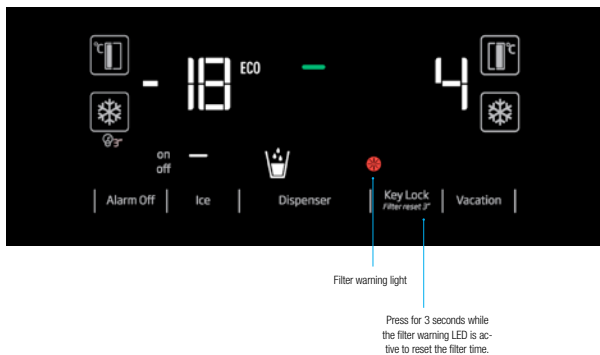 °C
°C
- 18
ECO
4
on
off
Alarm Off
Ice
Dispenser
Key Lock
Filter reset 3"
Vacation
Filter warning light
Press for 3 seconds while
the filter warning LED is ac-
tive to reset the filter time.